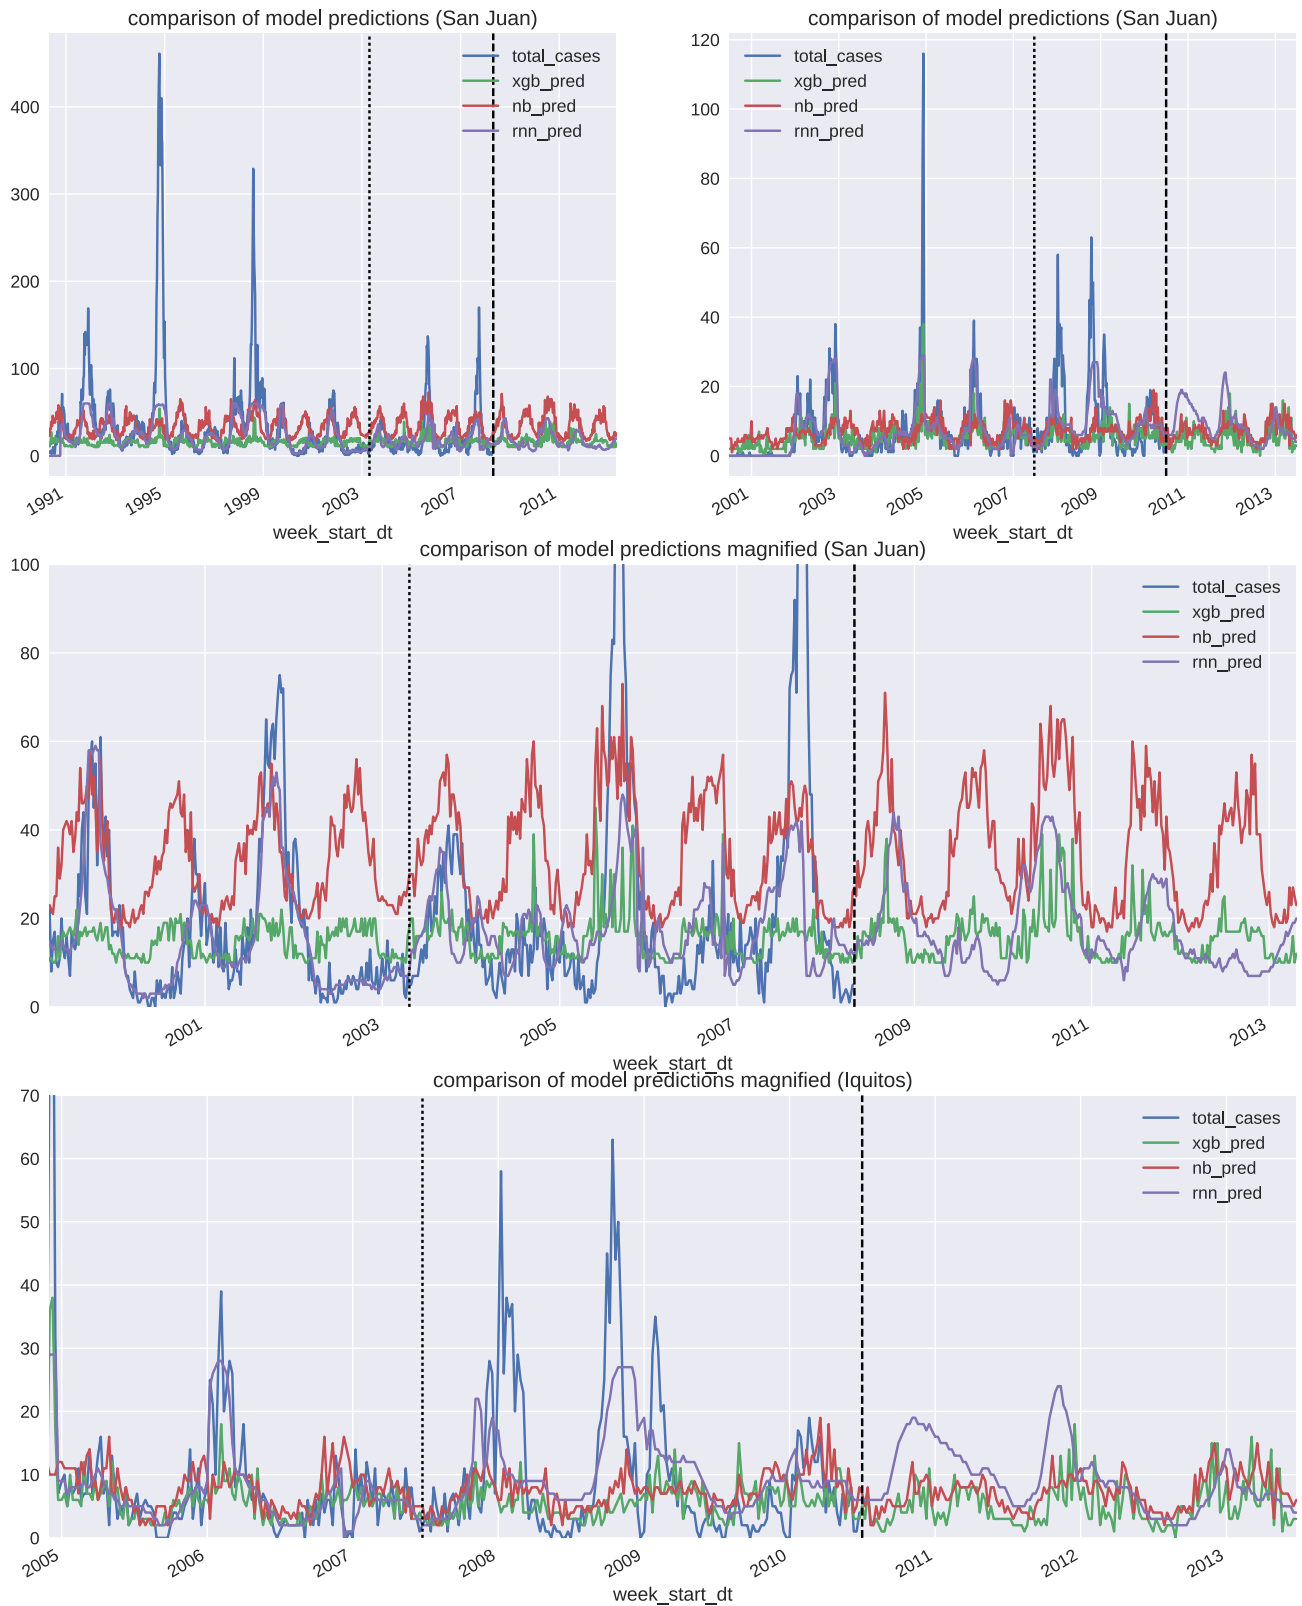 comparison of model predictions (San Juan)
total_cases
xgb_pred
nb_pred
rnn_pred
400
300
200
100
0
1991
1995
1999
2003
2007
2011
week_start_dt
comparison of model predictions (San Juan)
total_cases
xgb_pred
nb_pred
rnn_pred
120
100
80
60
40
20
0
2001
2003
2005
2007
2009
2011
2013
week_start_dt
comparison of model predictions magnified (San Juan)
total_cases
xgb_pred
nb_pred
rnn_pred
100
80
60
40
20
0
2001
2003
2005
2007
2009
2011
2013
week_start_dt
comparison of model predictions magnified (Iquitos)
total_cases
xgb_pred
nb_pred
rnn_pred
70
60
50
40
30
20
10
0
2005
2006
2007
2008
2009
2010
2011
2012
2013
week_start_dt